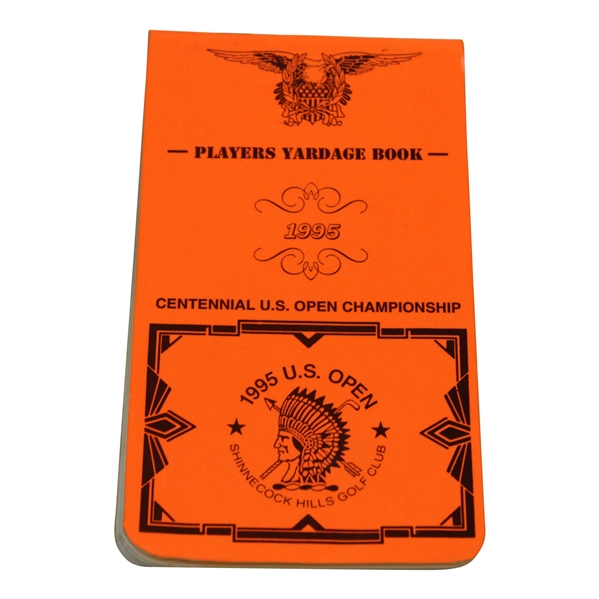 — PLAYERS YARDAGE BOOK —
1995
CENTENNIAL U.S. OPEN CHAMPIONSHIP
1995 U.S. OPEN
SHINNECOCK HILLS GOLF CLUB